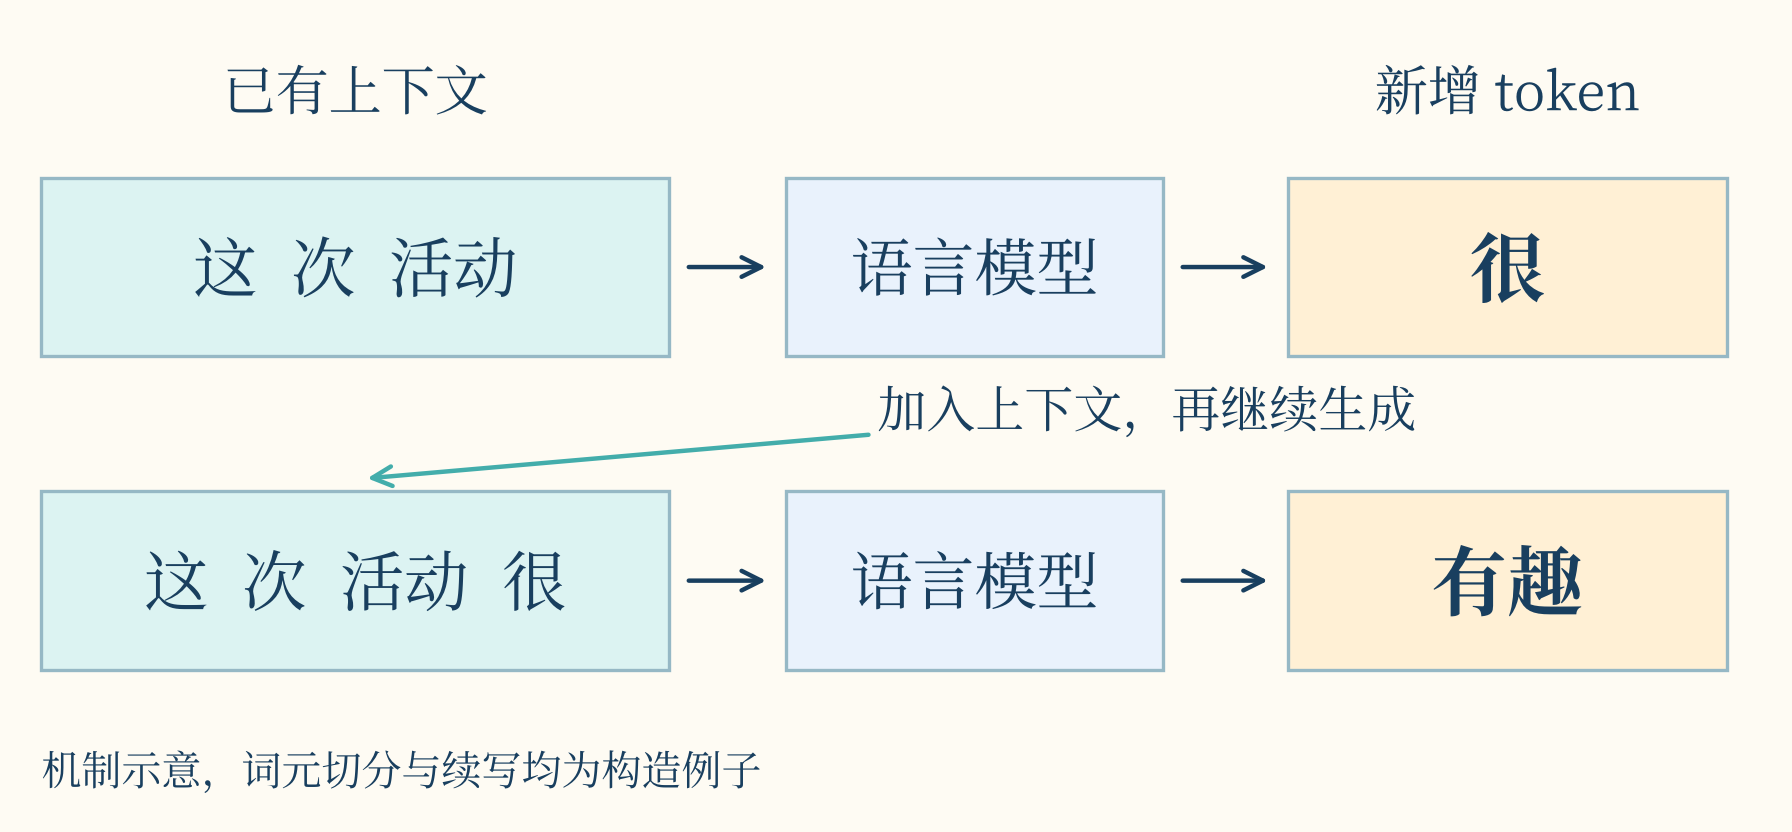 已有上下文
新增 token
这 次 活动
语言模型
很
加入上下文，再继续生成
这 次 活动 很
语言模型
有趣
机制示意，词元切分与续写均为构造例子